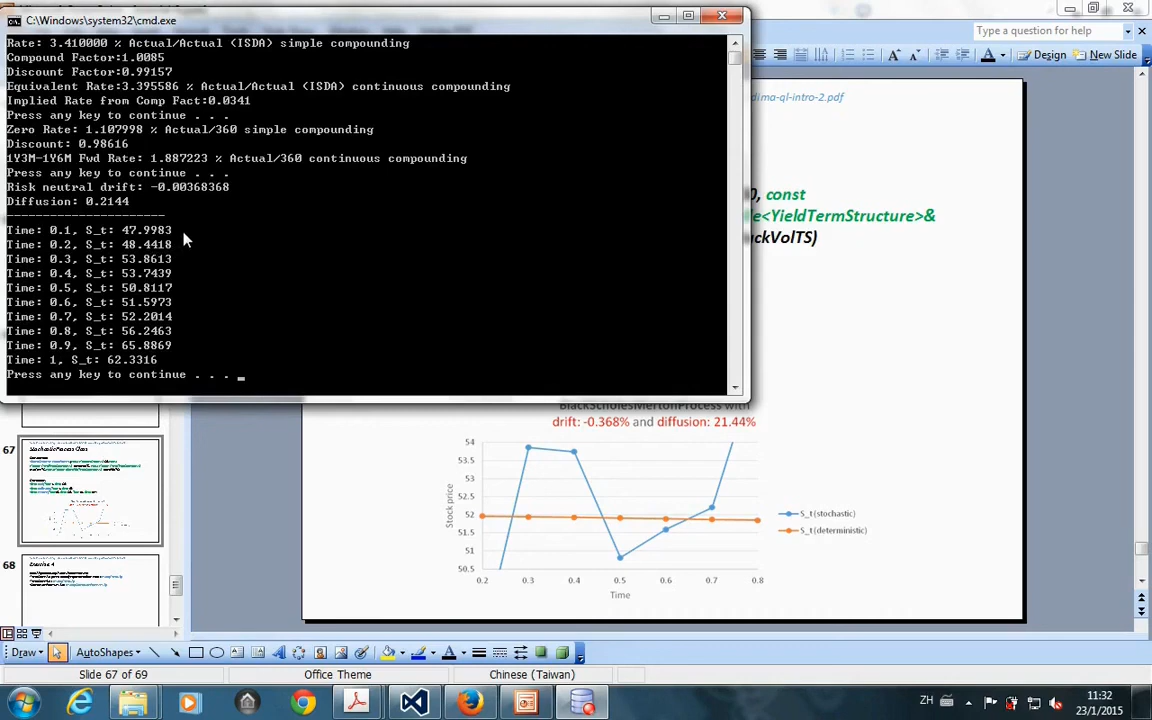 C:\Windows\system32\cmd.exe
Rate: 3.410000 % Actual/Actual (ISDA) simple compounding
Compound Factor:1.0085
Discount Factor:0.99157
Equivalent Rate:3.395586 % Actual/Actual (ISDA) continuous compounding
Implied Rate from Comp Fact:0.0341
Press any key to continue . . .
Zero Rate: 1.107998 % Actual/360 simple compounding
Discount: 0.98616
1Y3M-1Y6M Fwd Rate: 1.887223 % Actual/360 continuous compounding
Press any key to continue . . .
Risk neutral drift: -0.00368368
Diffusion: 0.2144
----------------------
Time: 0.1, S_t: 47.9983
Time: 0.2, S_t: 48.4418
Time: 0.3, S_t: 53.8613
Time: 0.4, S_t: 53.7439
Time: 0.5, S_t: 50.8117
Time: 0.6, S_t: 51.5973
Time: 0.7, S_t: 52.2014
Time: 0.8, S_t: 56.2463
Time: 0.9, S_t: 65.8869
Time: 1, S_t: 62.3316
Press any key to continue . . . _
Type a question for help
Design
New Slide
dima-ql-intro-2.pdf
0, const
le<YieldTermStructure>&
ackVolTS)
BlackScholesMertonProcess with
drift: -0.368% and diffusion: 21.44%
Stock price
54
53.5
53
52.5
52
51.5
51
50.5
0.2 0.3 0.4 0.5 0.6 0.7 0.8
Time
S_t(stochastic)
S_t(deterministic)
67
StochasticProcess Class
68
Exercise 4
Draw
AutoShapes
Slide 67 of 69
Office Theme
Chinese (Taiwan)
ZH
11:32
23/1/2015